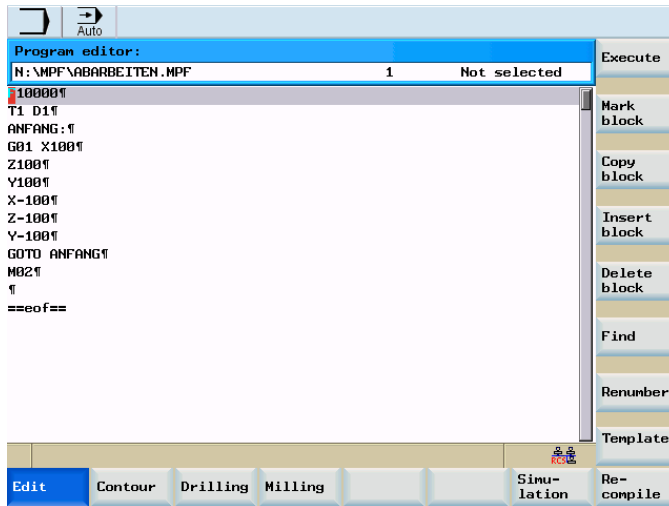 Auto
Program editor:
N:\MPF\ABARBEITEN.MPF 1 Not selected
F10000¶
T1 D1¶
ANFANG:¶
G01 X100¶
Z100¶
Y100¶
X-100¶
Z-100¶
Y-100¶
GOTO ANFANG¶
M02¶
¶
==eof==
Execute
Mark
block
Copy
block
Insert
block
Delete
block
Find
Renumber
Template
RCS
Edit
Contour
Drilling
Milling
Simu-
lation
Re-
compile